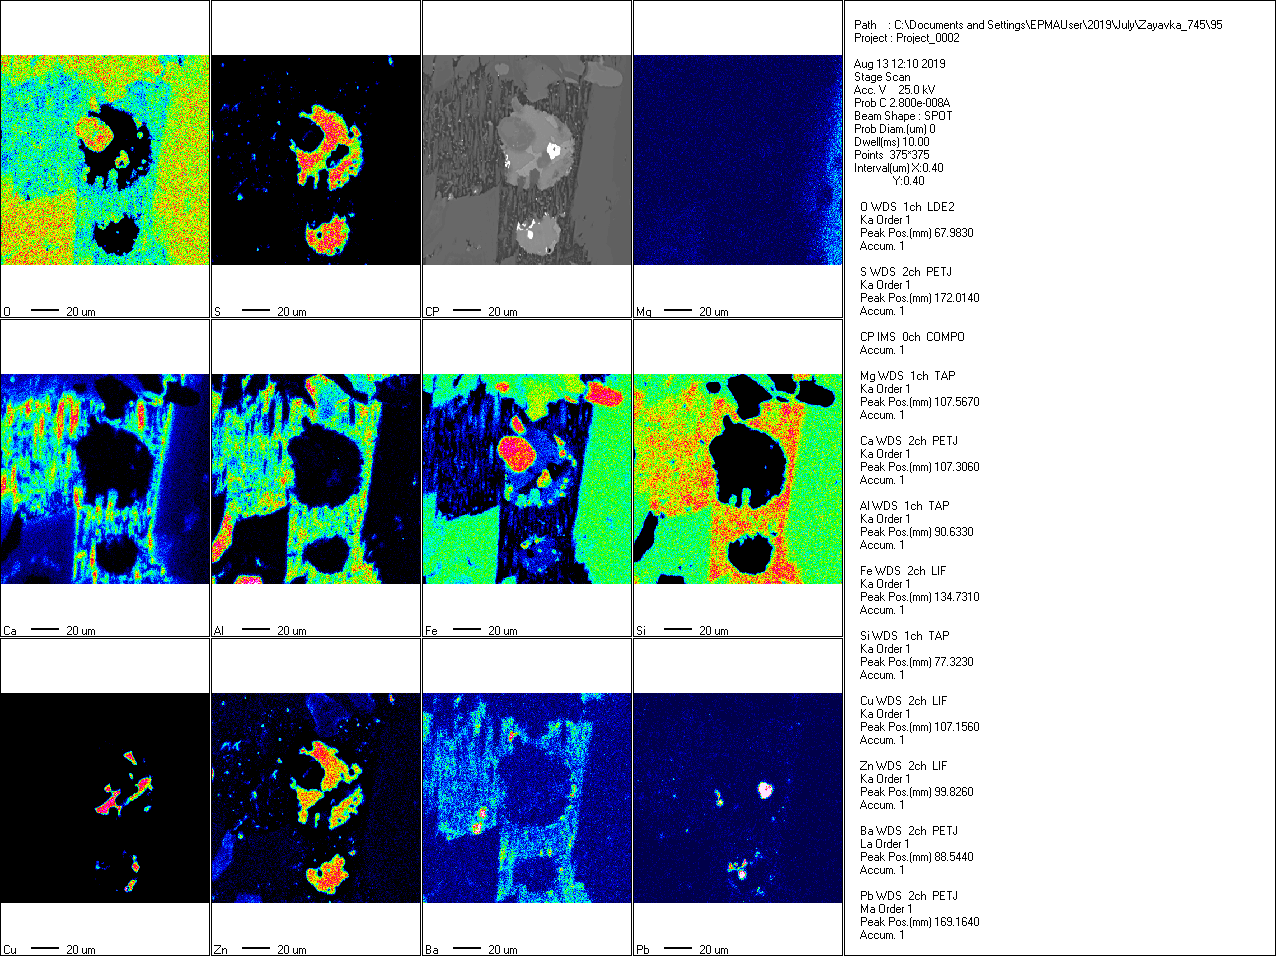 Path : C:\Documents and Settings\EPMAUser\2019\July\Zayavka_745\95
Project : Project_0002
Aug 13 12:10 2019
Stage Scan
Acc. V 25.0 kV
Prob C 2.800e-008A
Beam Shape : SPOT
Prob Diam.(um) 0
Dwell(ms) 10.00
Points 375*375
Interval(um) X:0.40
Y:0.40
O WDS 1ch LDE2
Ka Order 1
Peak Pos.(mm) 67.9830
Accum. 1
S WDS 2ch PETJ
Ka Order 1
Peak Pos.(mm) 172.0140
Accum. 1
CP IMS 0ch COMPO
Accum. 1
Mg WDS 1ch TAP
Ka Order 1
Peak Pos.(mm) 107.5670
Accum. 1
Ca WDS 2ch PETJ
Ka Order 1
Peak Pos.(mm) 107.3060
Accum. 1
Al WDS 1ch TAP
Ka Order 1
Peak Pos.(mm) 90.6330
Accum. 1
Fe WDS 2ch LIF
Ka Order 1
Peak Pos.(mm) 134.7310
Accum. 1
Si WDS 1ch TAP
Ka Order 1
Peak Pos.(mm) 77.3230
Accum. 1
Cu WDS 2ch LIF
Ka Order 1
Peak Pos.(mm) 107.1560
Accum. 1
Zn WDS 2ch LIF
Ka Order 1
Peak Pos.(mm) 99.8260
Accum. 1
Ba WDS 2ch PETJ
La Order 1
Peak Pos.(mm) 88.5440
Accum. 1
Pb WDS 2ch PETJ
Ma Order 1
Peak Pos.(mm) 169.1640
Accum. 1
O 20 um
S 20 um
CP 20 um
Mg 20 um
Ca 20 um
Al 20 um
Fe 20 um
Si 20 um
Cu 20 um
Zn 20 um
Ba 20 um
Pb 20 um